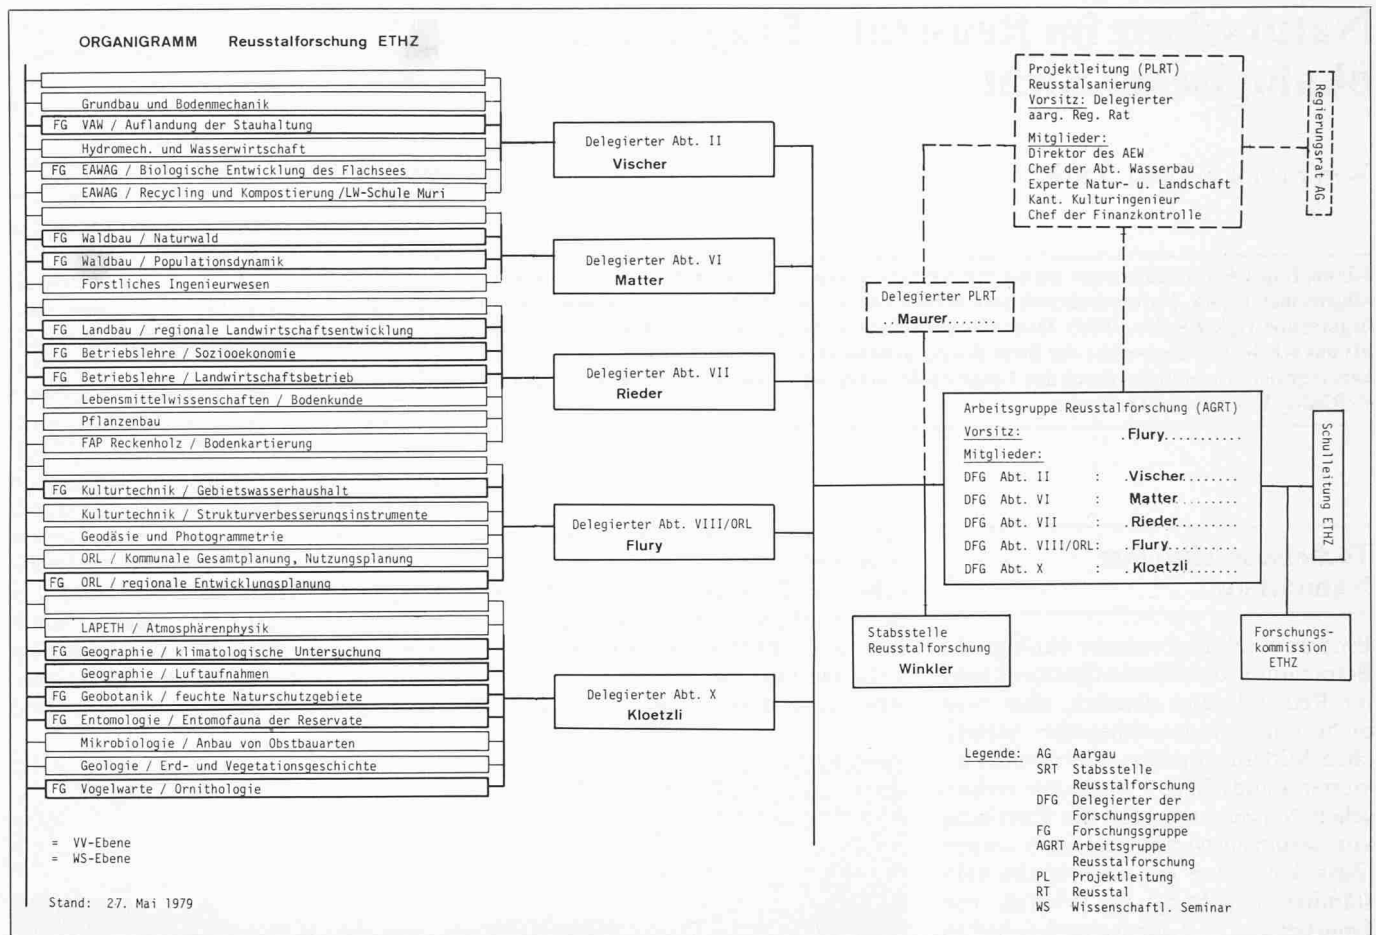 ORGANIGRAMM Reusstalforschung ETHZ
Grundbau und Bodenmechanik
FG VAW / Auflandung der Stauhaltung
Hydromech. und Wasserwirtschaft
FG EAWAG / Biologische Entwicklung des Flachsees
EAWAG / Recycling und Kompostierung/LW-Schule Muri
FG Waldbau / Naturwald
FG Waldbau / Populationsdynamik
Forstliches Ingenieurwesen
FG Landbau / regionale Landwirtschaftsentwicklung
FG Betriebslehre / Soziooekonomie
FG Betriebslehre / Landwirtschaftsbetrieb
Lebensmittelwissenschaften / Bodenkunde
Pflanzenbau
FAP Reckenholz / Bodenkartierung
FG Kulturtechnik / Gebietswasserhaushalt
Kulturtechnik / Strukturverbesserungsinstrumente
Geodäsie und Photogrammetrie
ORL / Kommunale Gesamtplanung, Nutzungsplanung
FG ORL / regionale Entwicklungsplanung
LAPETH / Atmosphärenphysik
FG Geographie / klimatologische Untersuchung
Geographie / Luftaufnahmen
FG Geobotanik / feuchte Naturschutzgebiete
FG Entomologie / Entomofauna der Reservate
Mikrobiologie / Anbau von Obstbauarten
Geologie / Erd- und Vegetationsgeschichte
FG Vogelwarte / Ornithologie
= VV-Ebene
= WS-Ebene
Stand: 27. Mai 1979
Delegierter Abt. II
Vischer
Delegierter Abt. VI
Matter
Delegierter Abt. VII
Rieder
Delegierter Abt. VIII/ORL
Flury
Delegierter Abt. X
Kloetzli
Projektleitung (PLRT)
Reusstalsanierung
Vorsitz: Delegierter
aarg. Reg. Rat
Mitglieder:
Direktor des AEW
Chef der Abt. Wasserbau
Experte Natur- u. Landschaft
Kant. Kulturingenieur
Chef der Finanzkontrolle
Regierungsrat AG
Delegierter PLRT
..Maurer.......
Arbeitsgruppe Reusstalforschung (AGRT)
Vorsitz: .Flury...........
Mitglieder:
DFG Abt. II : .Vischer........
DFG Abt. VI : .Matter.........
DFG Abt. VII : .Rieder.........
DFG Abt. VIII/ORL: .Flury..........
DFG Abt. X : .Kloetzli.......
Schulleitung ETHZ
Stabsstelle
Reusstalforschung
Winkler
Forschungs-
kommission
ETHZ
Legende: AG Aargau
SRT Stabsstelle
Reusstalforschung
DFG Delegierter der
Forschungsgruppen
FG Forschungsgruppe
AGRT Arbeitsgruppe
Reusstalforschung
PL Projektleitung
RT Reusstal
WS Wissenschaftl. Seminar